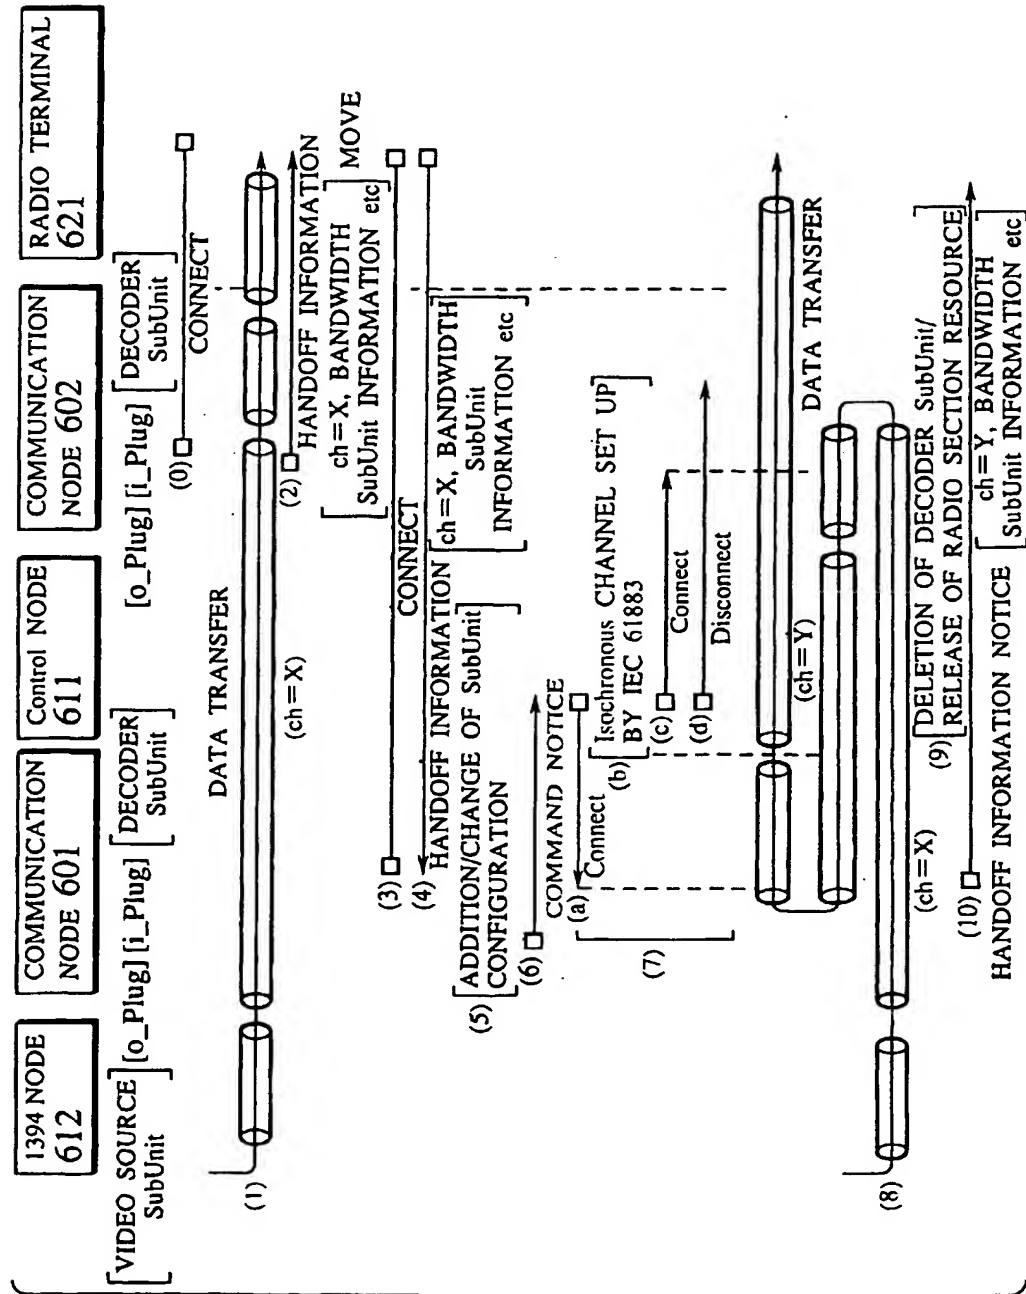 1394 NODE
612
COMMUNICATION
NODE 601
Control NODE
611
COMMUNICATION
NODE 602
RADIO TERMINAL
621
VIDEO SOURCE
SubUnit
[o_Plug] [i_Plug]
DECODER
SubUnit
[o_Plug] [i_Plug]
DECODER
SubUnit
(0)
CONNECT
(1)
DATA TRANSFER
(ch=X)
(2)
HANDOFF INFORMATION
ch=X, BANDWIDTH
SubUnit INFORMATION etc
MOVE
(3)
CONNECT
(4)
HANDOFF INFORMATION
ch=X, BANDWIDTH
SubUnit
INFORMATION etc
(5)
ADDITION/CHANGE OF SubUnit
CONFIGURATION
(6)
COMMAND NOTICE
(7)
(a)
Connect
(b)
Isochronous CHANNEL SET UP
BY IEC 61883
(c)
Connect
(d)
Disconnect
(ch=Y)
DATA TRANSFER
(8)
(ch=X)
(9)
DELETION OF DECODER SubUnit/
RELEASE OF RADIO SECTION RESOURCE
(10)
HANDOFF INFORMATION NOTICE
ch=Y, BANDWIDTH
SubUnit INFORMATION etc